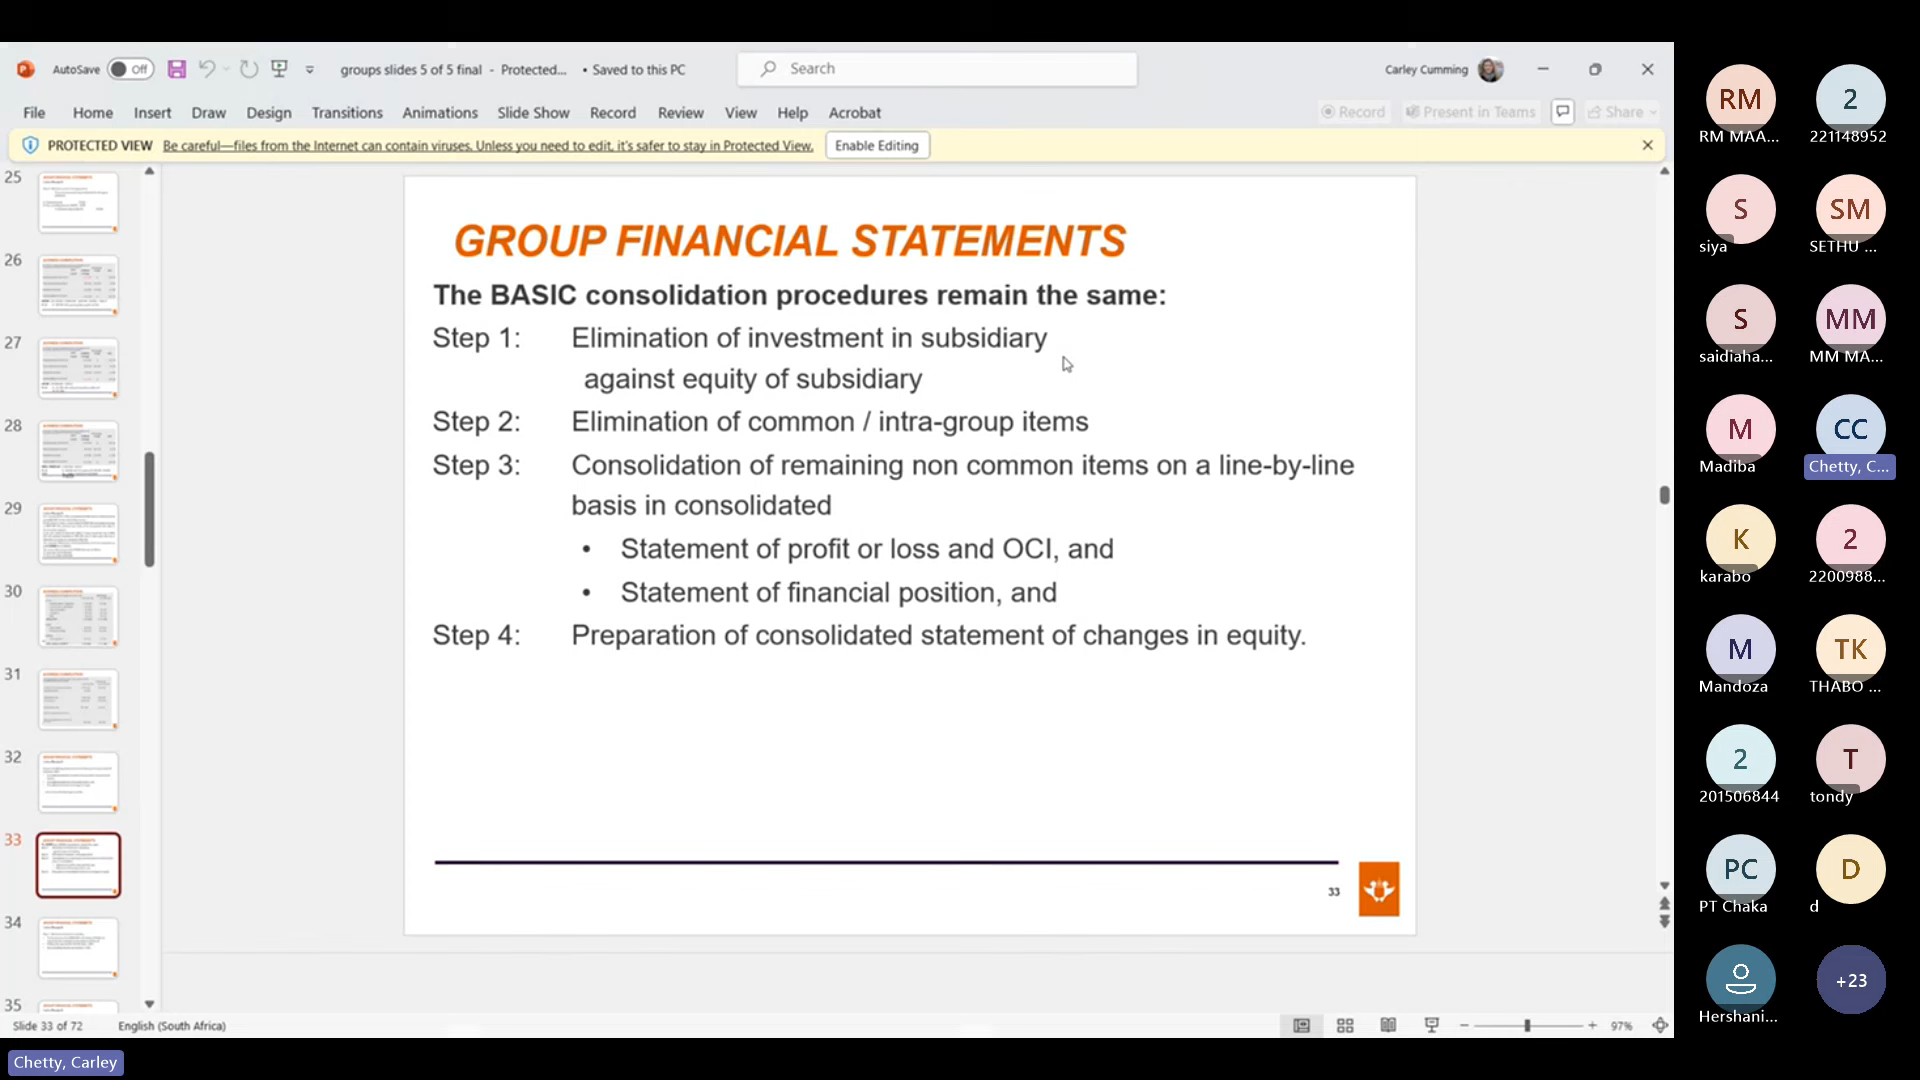 AutoSave
Off
groups slides 5 of 5 final - Protected... • Saved to this PC
Search
Carley Cumming
File Home Insert Draw Design Transitions Animations Slide Show Record Review View Help Acrobat
Record
Present in Teams
Share
PROTECTED VIEW Be careful—files from the Internet can contain viruses. Unless you need to edit, it's safer to stay in Protected View.
Enable Editing
25
26
27
28
29
30
31
32
33
34
35
GROUP FINANCIAL STATEMENTS
The BASIC consolidation procedures remain the same:
Step 1: Elimination of investment in subsidiary
against equity of subsidiary
Step 2: Elimination of common / intra-group items
Step 3: Consolidation of remaining non common items on a line-by-line
basis in consolidated
• Statement of profit or loss and OCI, and
• Statement of financial position, and
Step 4: Preparation of consolidated statement of changes in equity.
33
Slide 33 of 72
English (South Africa)
97%
Chetty, Carley
RM 2
RM MAA... 221148952
S SM
siya SETHU ...
S MM
saidiaha... MM MA...
M CC
Madiba Chetty, C...
K 2
karabo 2200988...
M TK
Mandoza THABO ...
2 T
201506844 tondy
PC D
PT Chaka d
+23
Hershani...